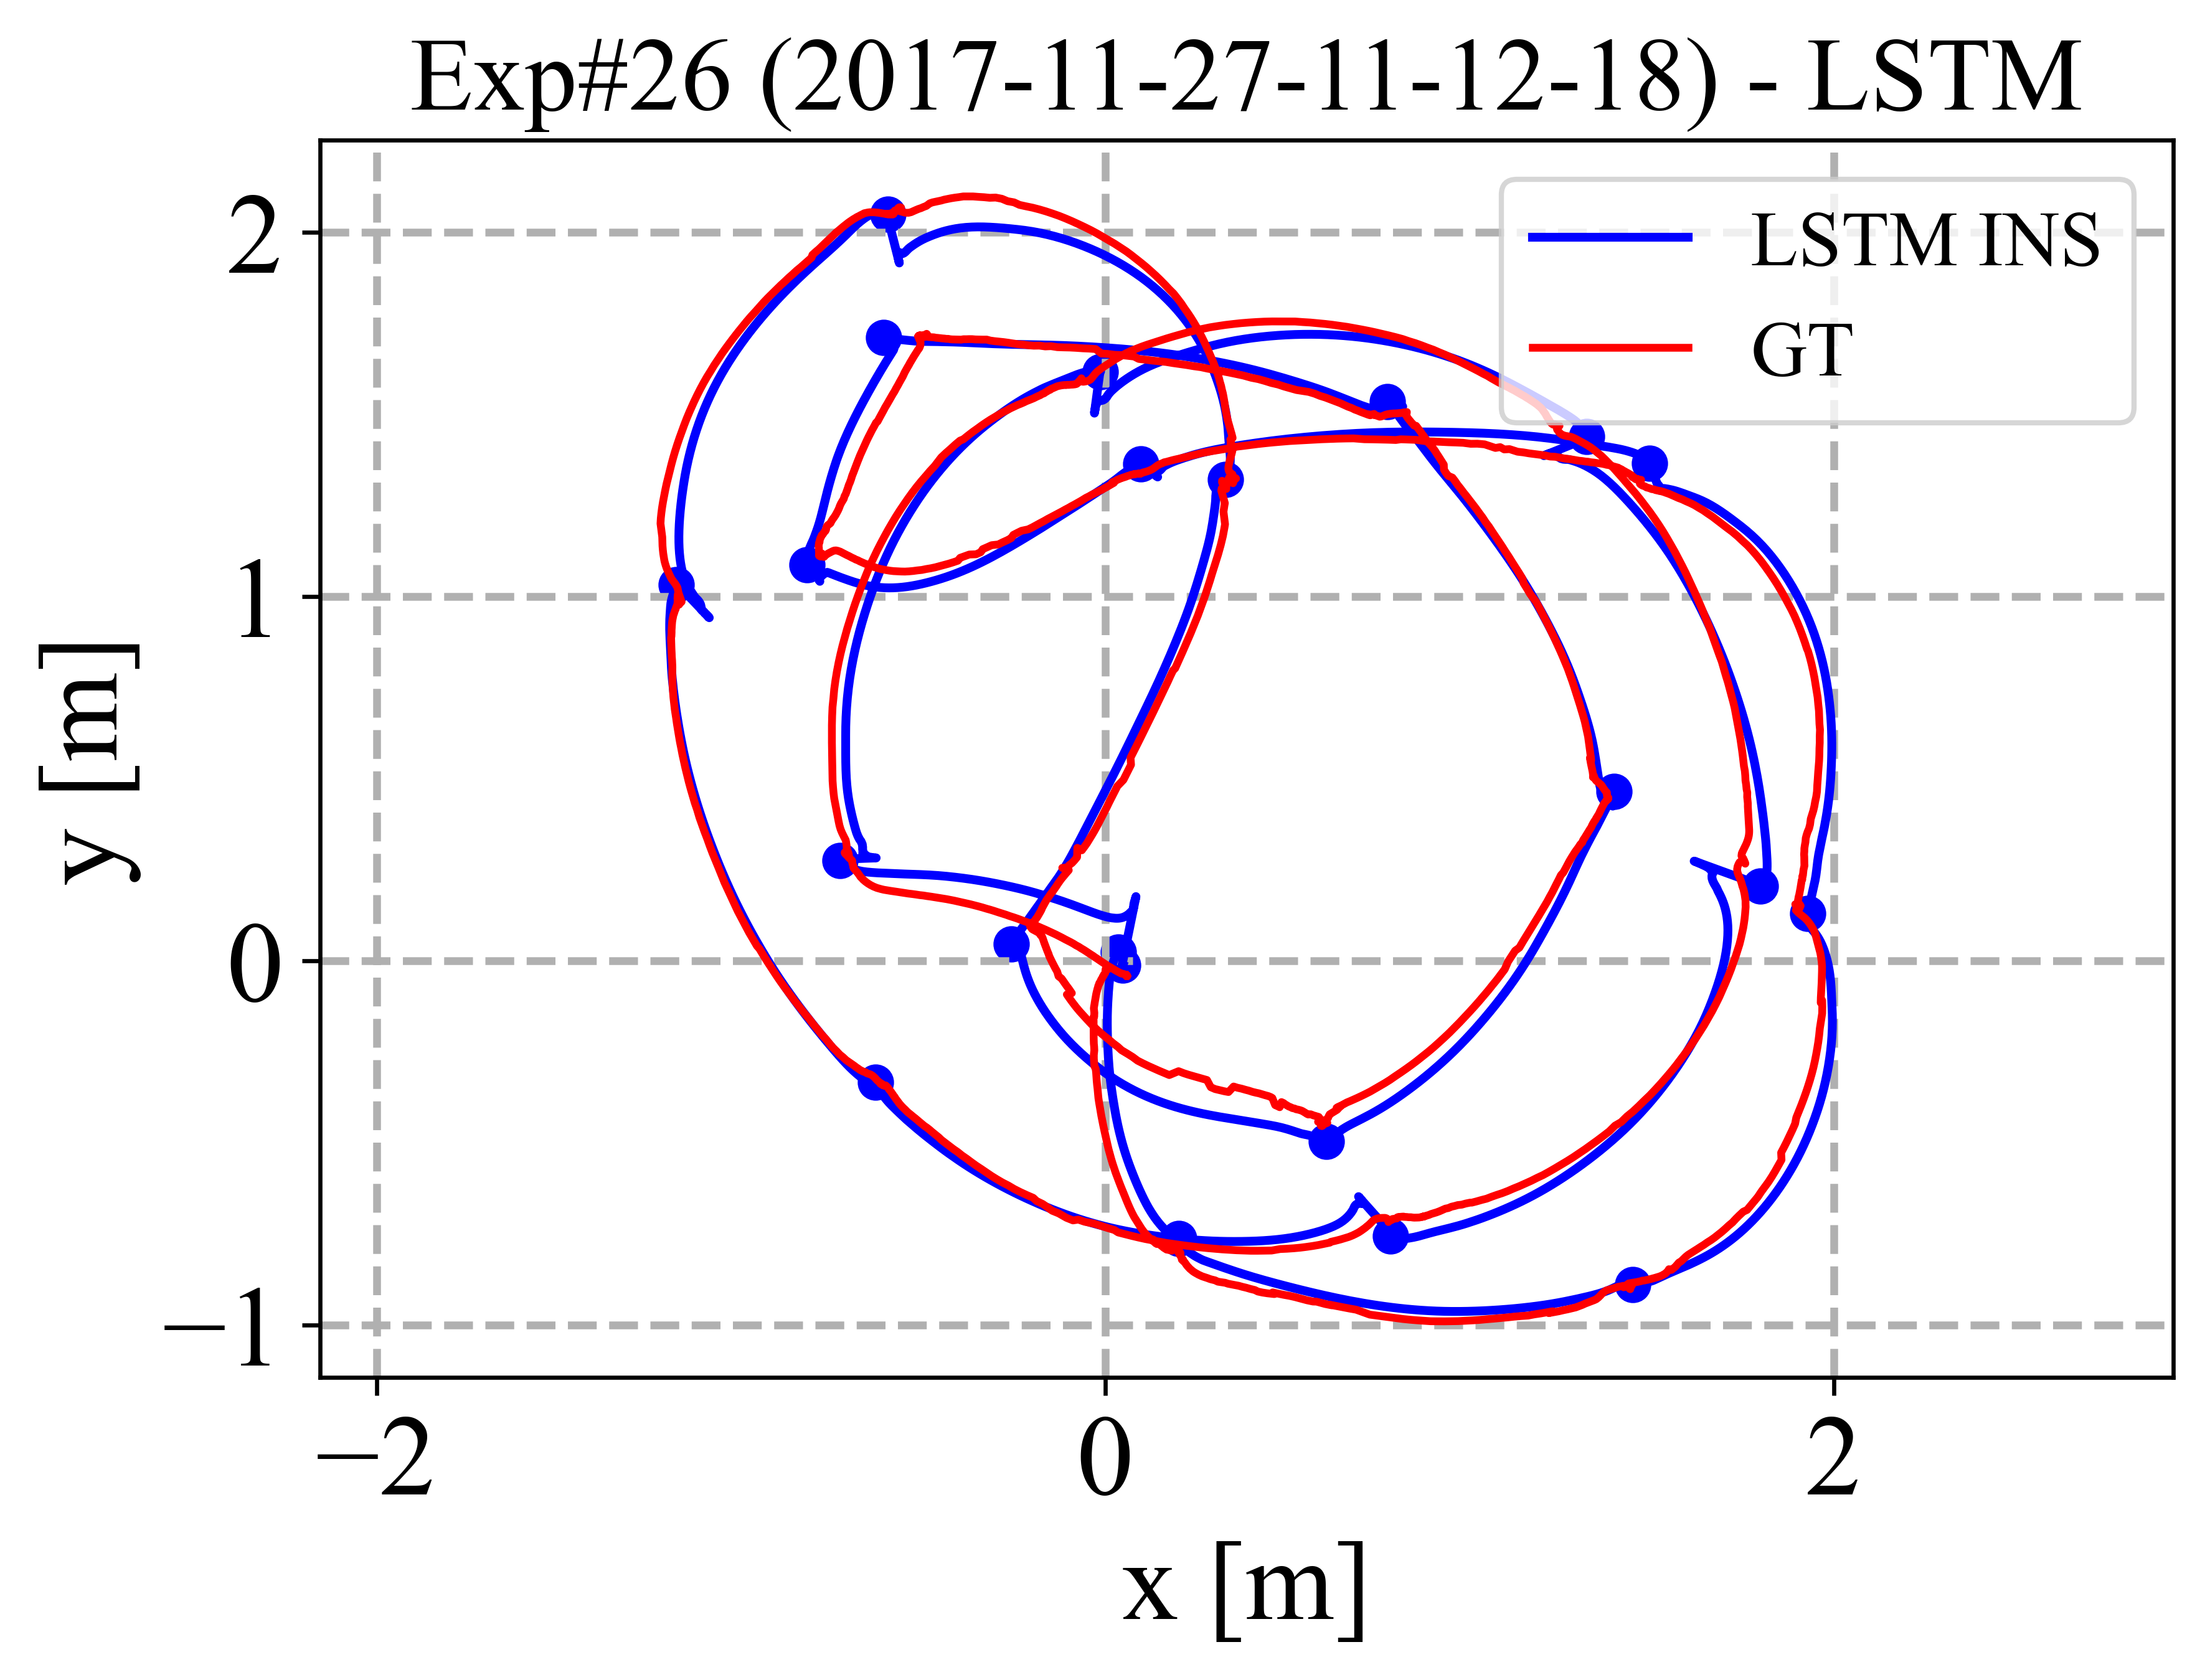 Exp#26 (2017-11-27-11-12-18) - LSTM
LSTM INS
GT
2
1
0
−1
y [m]
−2
0
2
x [m]